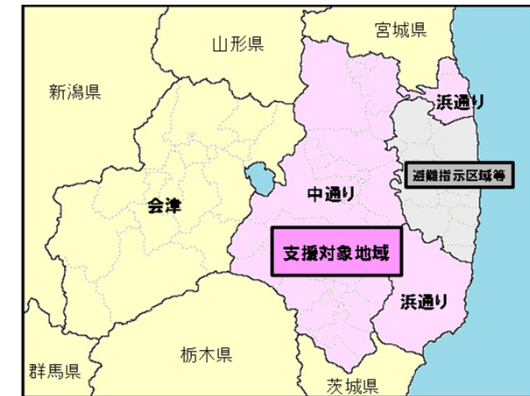 宮城県
山形県
新潟県
浜通り
避難指示区域等
会津
中通り
支援対象地域
浜通り
栃木県
群馬県
茨城県